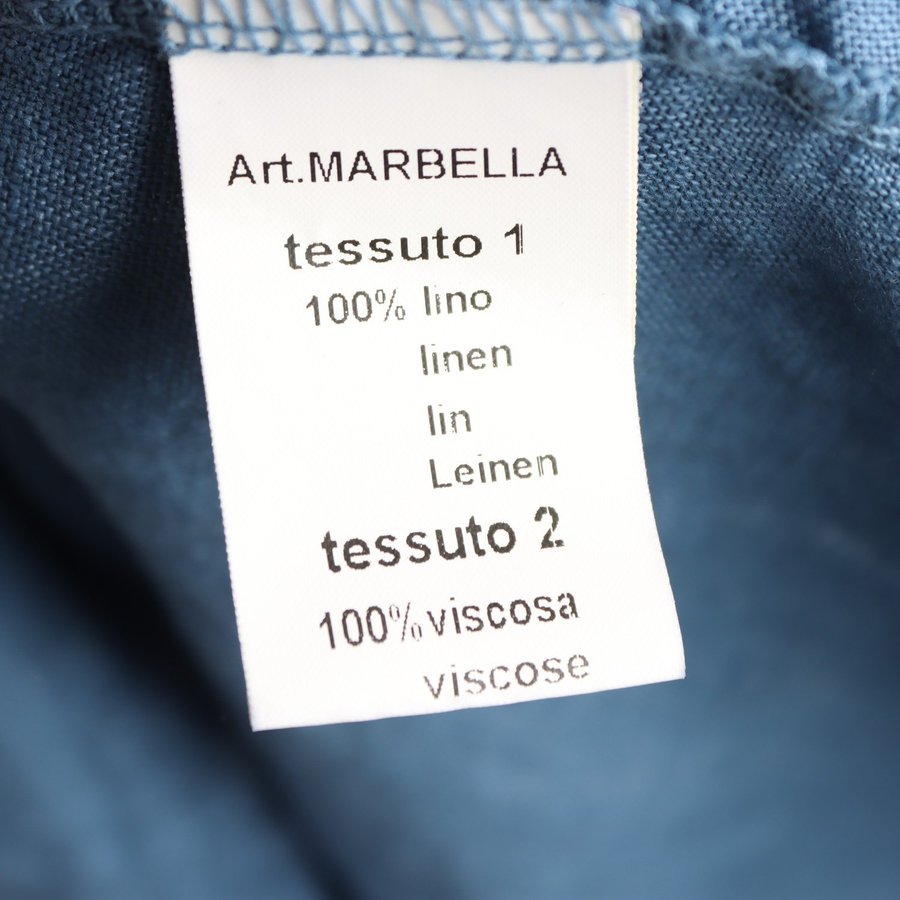 Art.MARBELLA
tessuto 1
100% lino
linen
lin
Leinen
tessuto 2
100% viscosa
viscose